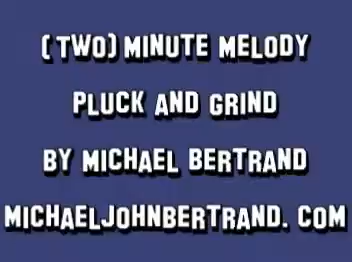 (TWO) MINUTE MELODY
PLUCK AND GRIND
BY MICHAEL BERTRAND
MICHAELJOHNBERTRAND. COM